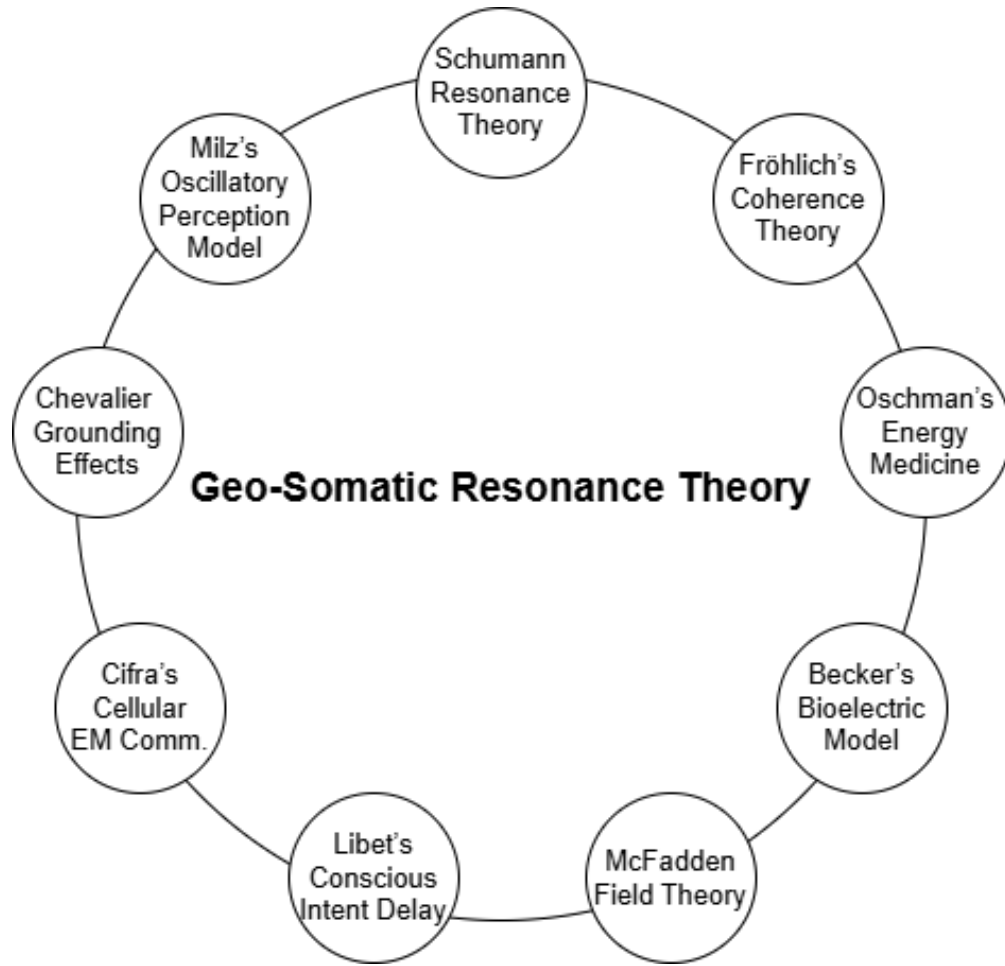 Schumann
Resonance
Theory
Fröhlich's
Coherence
Theory
Oschman's
Energy
Medicine
Becker's
Bioelectric
Model
McFadden
Field Theory
Libet's
Conscious
Intent Delay
Cifra's
Cellular
EM Comm.
Chevalier
Grounding
Effects
Milz's
Oscillatory
Perception
Model
Geo-Somatic Resonance Theory